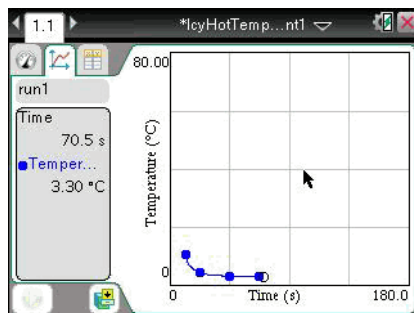 1.1
*IcyHotTemp...nt1
run1
Time
70.5 s
Temper...
3.30 °C
80.00
Temperature (°C)
0
0
Time (s)
180.0